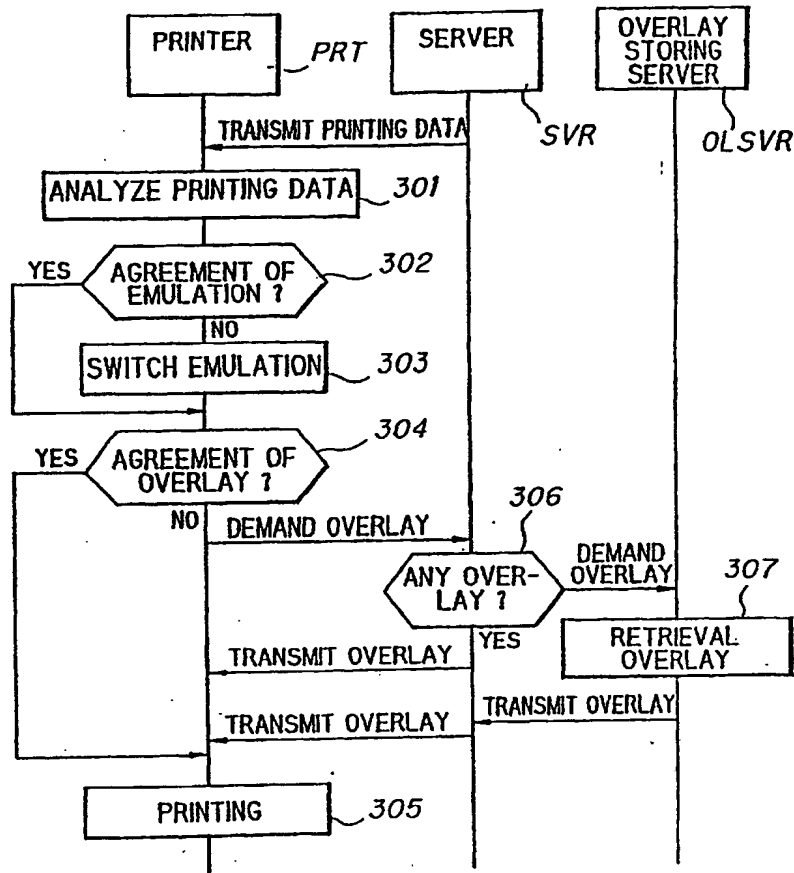 PRINTER
PRT
SERVER
SVR
OVERLAY
STORING
SERVER
OLSVR
TRANSMIT PRINTING DATA
ANALYZE PRINTING DATA
301
YES
AGREEMENT OF
EMULATION ?
302
NO
SWITCH EMULATION
303
YES
AGREEMENT OF
OVERLAY ?
304
NO
DEMAND OVERLAY
306
ANY OVER-
LAY ?
DEMAND
OVERLAY
307
YES
RETRIEVAL
OVERLAY
TRANSMIT OVERLAY
TRANSMIT OVERLAY
TRANSMIT OVERLAY
PRINTING
305